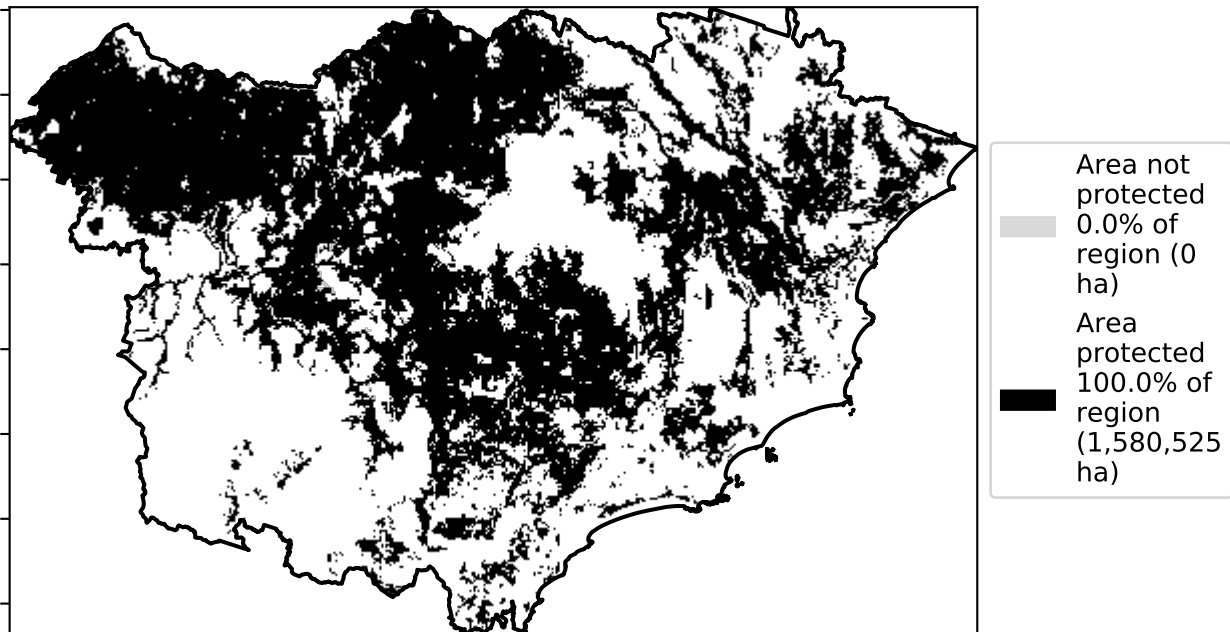 Area not
protected
0.0% of
region (0
ha)
Area
protected
100.0% of
region
(1,580,525
ha)